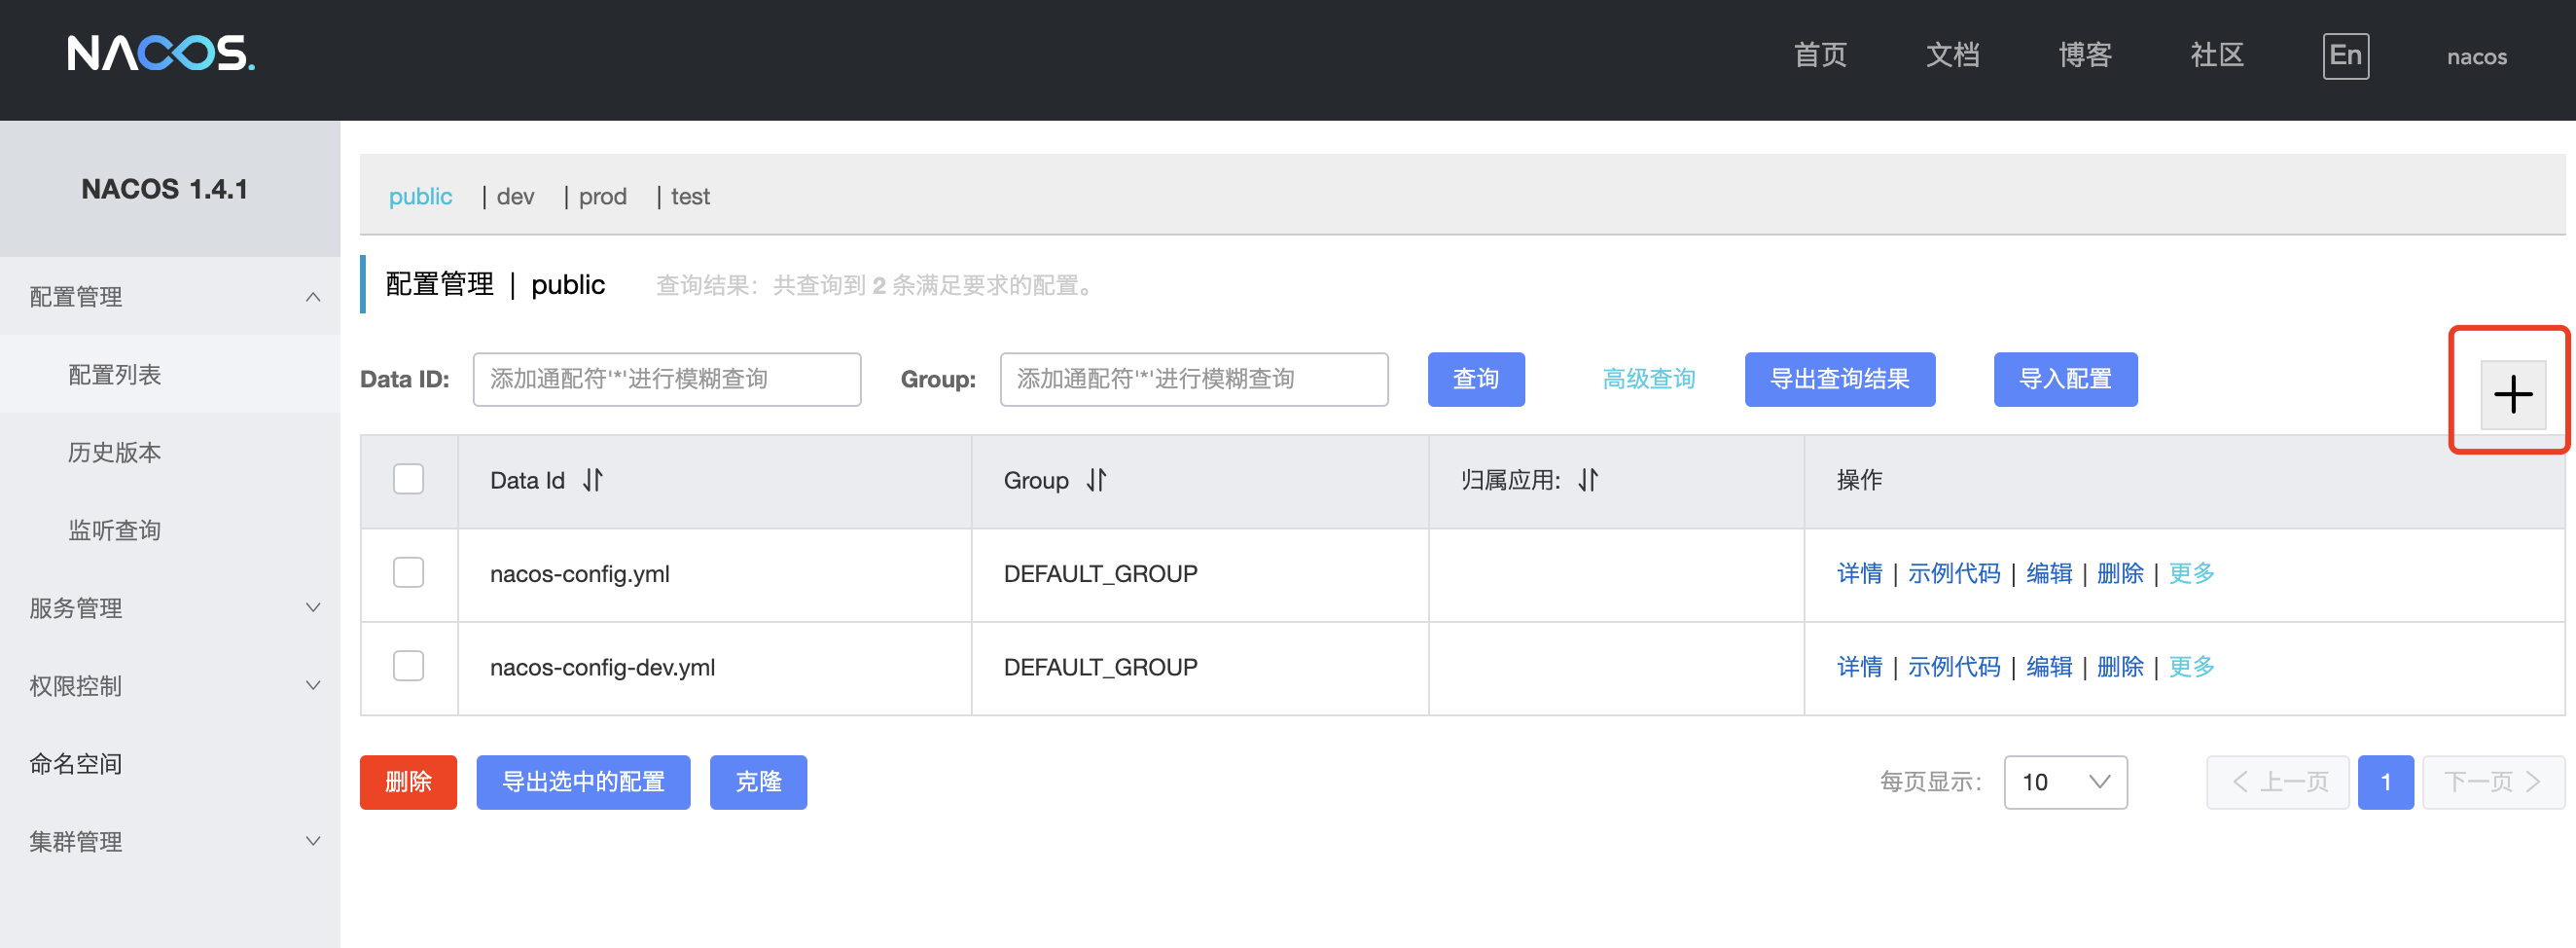 NACOS.
首页 文档 博客 社区 En nacos
NACOS 1.4.1
配置管理
配置列表
历史版本
监听查询
服务管理
权限控制
命名空间
集群管理
public | dev | prod | test
配置管理 | public 查询结果：共查询到 2 条满足要求的配置。
Data ID: 添加通配符'*'进行模糊查询 Group: 添加通配符'*'进行模糊查询 查询 高级查询 导出查询结果 导入配置
Data Id Group 归属应用: 操作
nacos-config.yml DEFAULT_GROUP 详情 | 示例代码 | 编辑 | 删除 | 更多
nacos-config-dev.yml DEFAULT_GROUP 详情 | 示例代码 | 编辑 | 删除 | 更多
删除 导出选中的配置 克隆 每页显示: 10 上一页 1 下一页